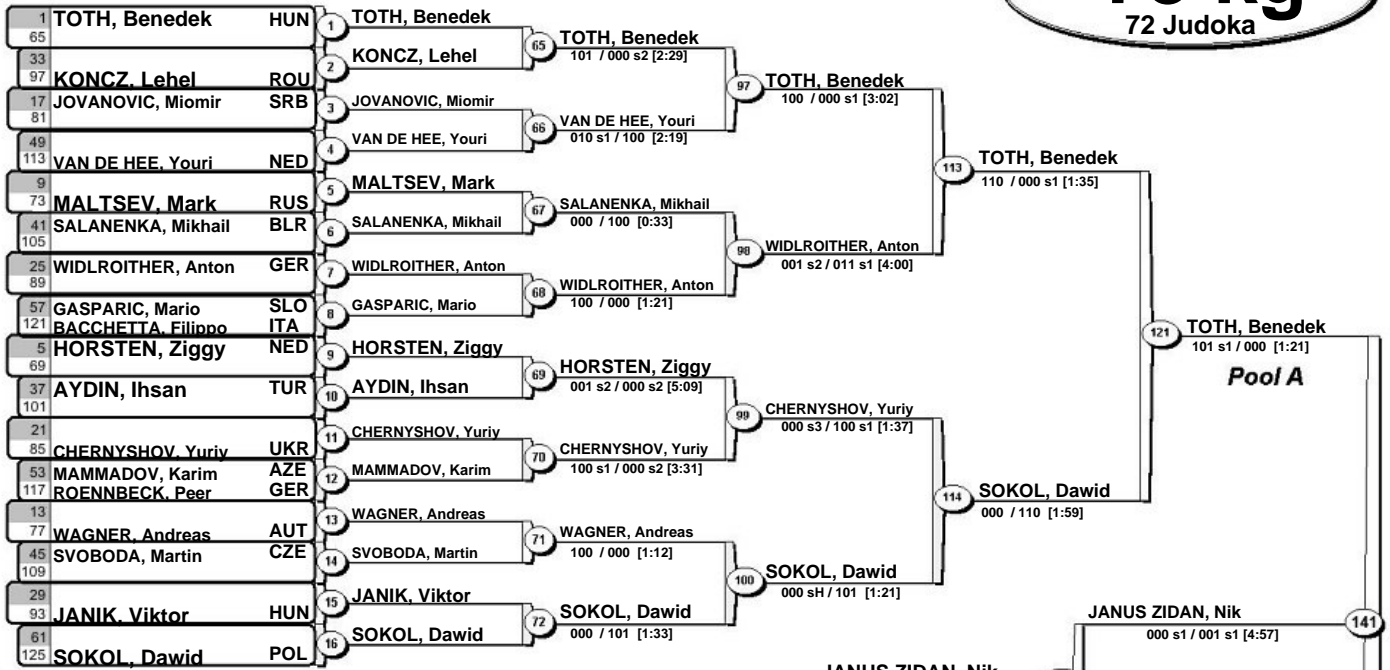 72 Judoka
1 TOTH, Benedek HUN
65
33
97 KONCZ, Lehel ROU
17 JOVANOVIC, Miomir SRB
81
49
113 VAN DE HEE, Youri NED
9
73 MALTSEV, Mark RUS
41 SALANENKA, Mikhail BLR
105
25 WIDLROITHER, Anton GER
89
57 GASPARIC, Mario SLO
121 BACCHETTA, Filippo ITA
5 HORSTEN, Ziggy NED
69
37 AYDIN, Ihsan TUR
101
21
85 CHERNYSHOV, Yuriy UKR
53 MAMMADOV, Karim AZE
117 ROENNBECK, Peer GER
13
77 WAGNER, Andreas AUT
45 SVOBODA, Martin CZE
109
29
93 JANIK, Viktor HUN
61
125 SOKOL, Dawid POL
1 TOTH, Benedek
2 KONCZ, Lehel
3 JOVANOVIC, Miomir
4 VAN DE HEE, Youri
5 MALTSEV, Mark
6 SALANENKA, Mikhail
7 WIDLROITHER, Anton
8 GASPARIC, Mario
9 HORSTEN, Ziggy
10 AYDIN, Ihsan
11 CHERNYSHOV, Yuriy
12 MAMMADOV, Karim
13 WAGNER, Andreas
14 SVOBODA, Martin
15 JANIK, Viktor
16 SOKOL, Dawid
65 TOTH, Benedek
101 / 000 s2 [2:29]
66 VAN DE HEE, Youri
010 s1 / 100 [2:19]
67 SALANENKA, Mikhail
000 / 100 [0:33]
68 WIDLROITHER, Anton
100 / 000 [1:21]
69 HORSTEN, Ziggy
001 s2 / 000 s2 [5:09]
70 CHERNYSHOV, Yuriy
100 s1 / 000 s2 [3:31]
71 WAGNER, Andreas
100 / 000 [1:12]
72 SOKOL, Dawid
000 / 101 [1:33]
97 TOTH, Benedek
100 / 000 s1 [3:02]
98 WIDLROITHER, Anton
001 s2 / 011 s1 [4:00]
99 CHERNYSHOV, Yuriy
000 s3 / 100 s1 [1:37]
100 SOKOL, Dawid
000 sH / 101 [1:21]
113 TOTH, Benedek
110 / 000 s1 [1:35]
114 SOKOL, Dawid
000 / 110 [1:59]
121 TOTH, Benedek
101 s1 / 000 [1:21]
Pool A
JANUS ZIDAN, Nik
000 s1 / 001 s1 [4:57]
141